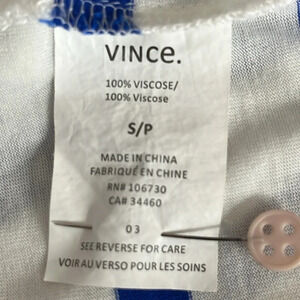 VINCE.
100% VISCOSE/
100% Viscose
S/P
MADE IN CHINA
FABRIQUÉ EN CHINE
RN# 106730
CA# 34460
03
SEE REVERSE FOR CARE
VOIR AU VERSO POUR LES SOINS